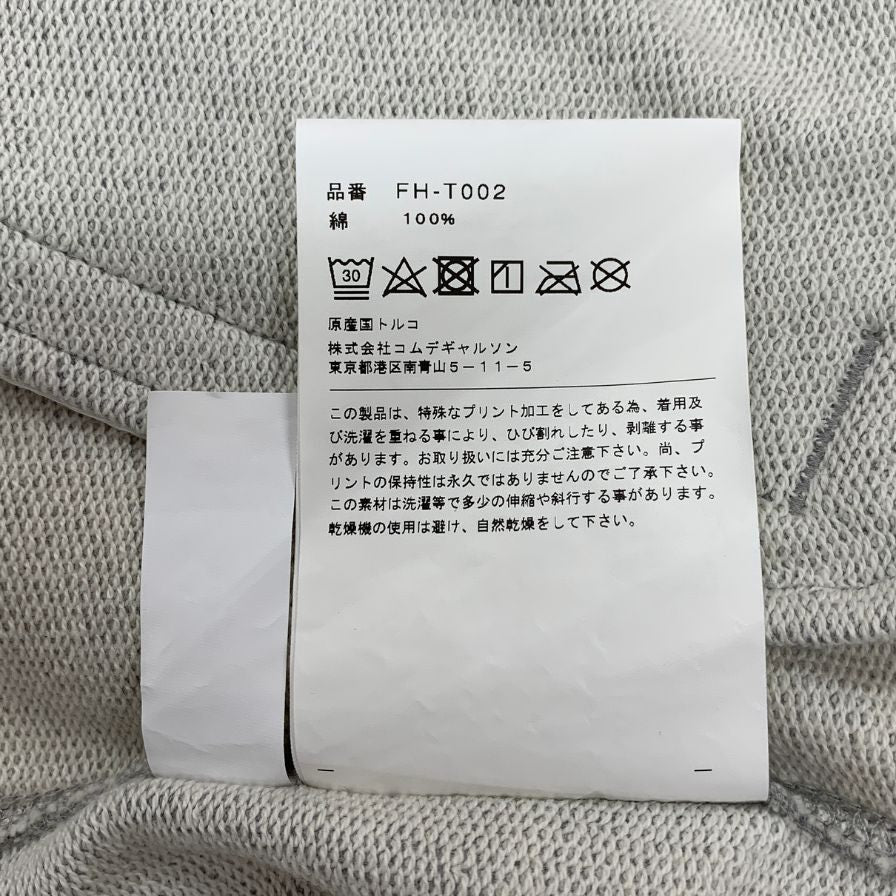 品番 FH-T002
綿 100%
30
原産国トルコ
株式会社コムデギャルソン
東京都港区南青山5-11-5
この製品は、特殊なプリント加工をしてある為、着用及
び洗濯を重ねる事により、ひび割れしたり、剥離する事
があります。お取り扱いには充分ご注意下さい。尚、プ
リントの保持性は永久ではありませんのでご了承下さい。
この素材は洗濯等で多少の伸縮や斜行する事があります。
乾燥機の使用は避け、自然乾燥をして下さい。